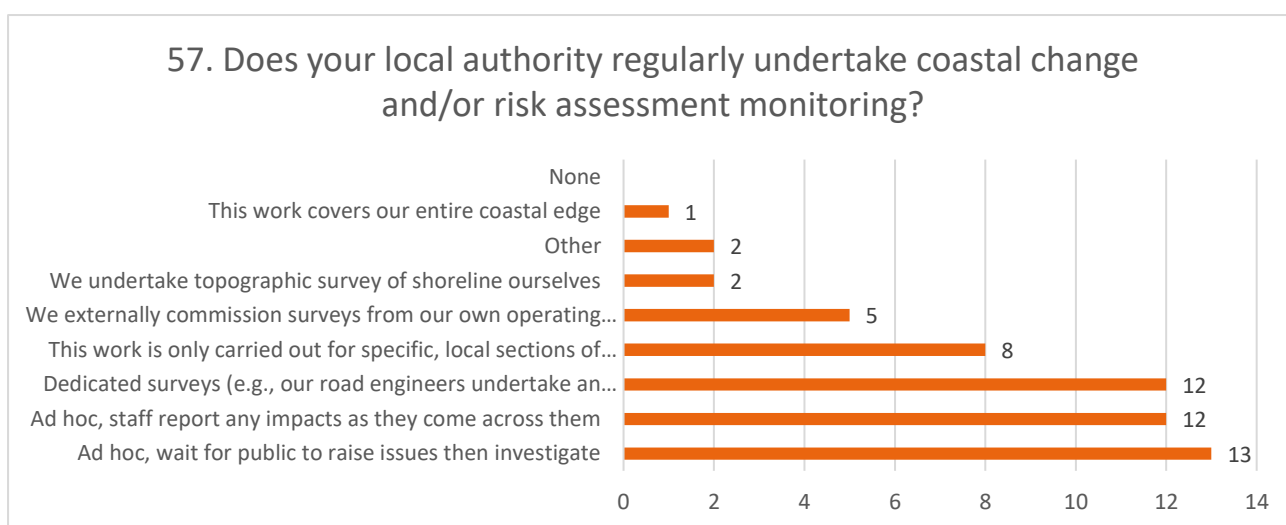 57. Does your local authority regularly undertake coastal change
and/or risk assessment monitoring?
None
This work covers our entire coastal edge 1
Other 2
We undertake topographic survey of shoreline ourselves 2
We externally commission surveys from our own operating... 5
This work is only carried out for specific, local sections of... 8
Dedicated surveys (e.g., our road engineers undertake an... 12
Ad hoc, staff report any impacts as they come across them 12
Ad hoc, wait for public to raise issues then investigate 13
0 2 4 6 8 10 12 14